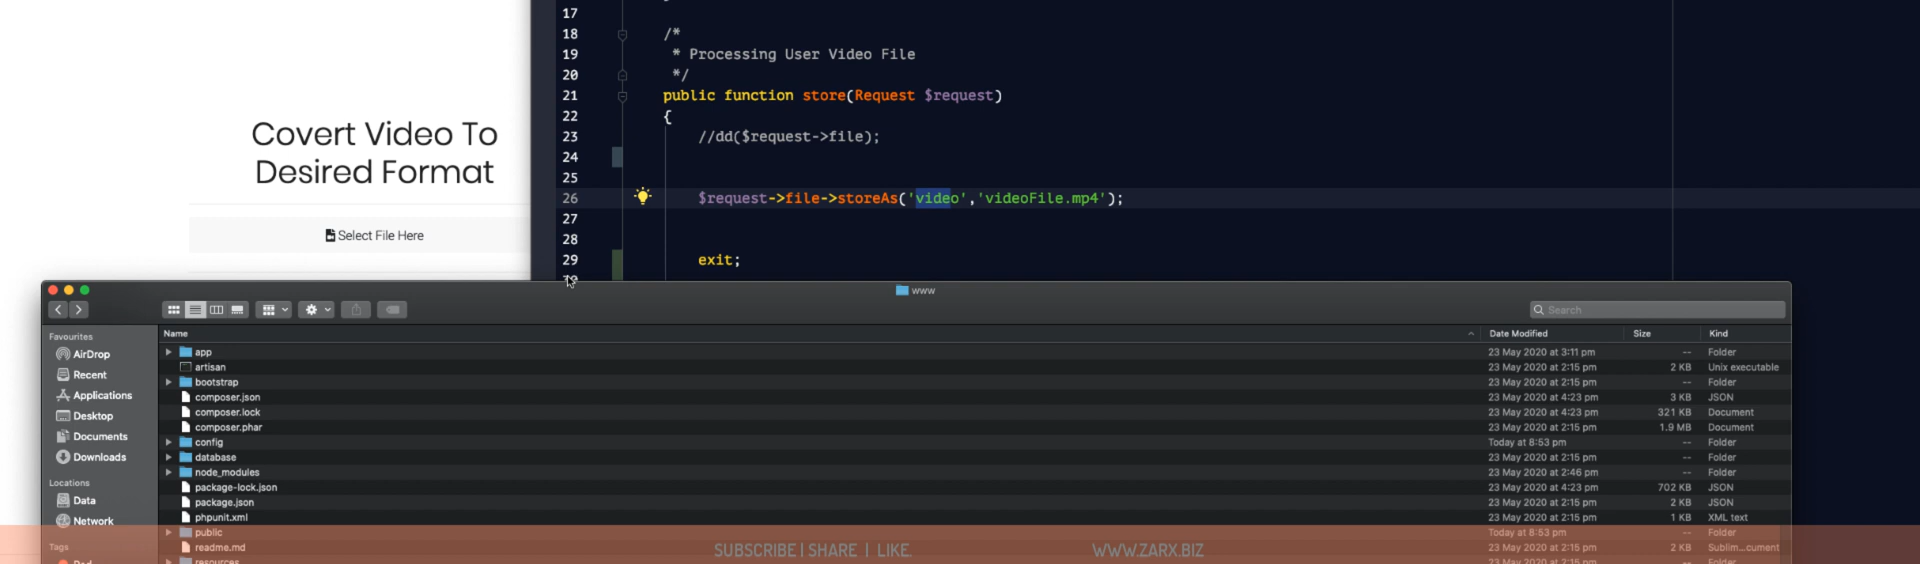 Covert Video To
Desired Format
Select File Here
17
18 /*
19 * Processing User Video File
20 */
21 public function store(Request $request)
22 {
23 //dd($request->file);
24
25
26 $request->file->storeAs('video','videoFile.mp4');
27
28
29 exit;
www
Search
Favourites
AirDrop
Recent
Applications
Desktop
Documents
Downloads
Locations
Data
Network
Tags
Name Date Modified Size Kind
app 23 May 2020 at 3:11 pm -- Folder
artisan 23 May 2020 at 2:15 pm 2 KB Unix executable
bootstrap 23 May 2020 at 2:15 pm -- Folder
composer.json 23 May 2020 at 4:23 pm 3 KB JSON
composer.lock 23 May 2020 at 4:23 pm 321 KB Document
composer.phar 23 May 2020 at 2:15 pm 1.9 MB Document
config Today at 8:53 pm -- Folder
database 23 May 2020 at 2:15 pm -- Folder
node_modules 23 May 2020 at 2:46 pm -- Folder
package-lock.json 23 May 2020 at 4:23 pm 702 KB JSON
package.json 23 May 2020 at 2:15 pm 2 KB JSON
phpunit.xml 23 May 2020 at 2:15 pm 1 KB XML text
public Today at 8:53 pm -- Folder
readme.md 23 May 2020 at 2:15 pm 2 KB Sublim...cument
resources 23 May 2020 at 2:15 pm -- Folder
SUBSCRIBE | SHARE | LIKE. WWW.ZARX.BIZ